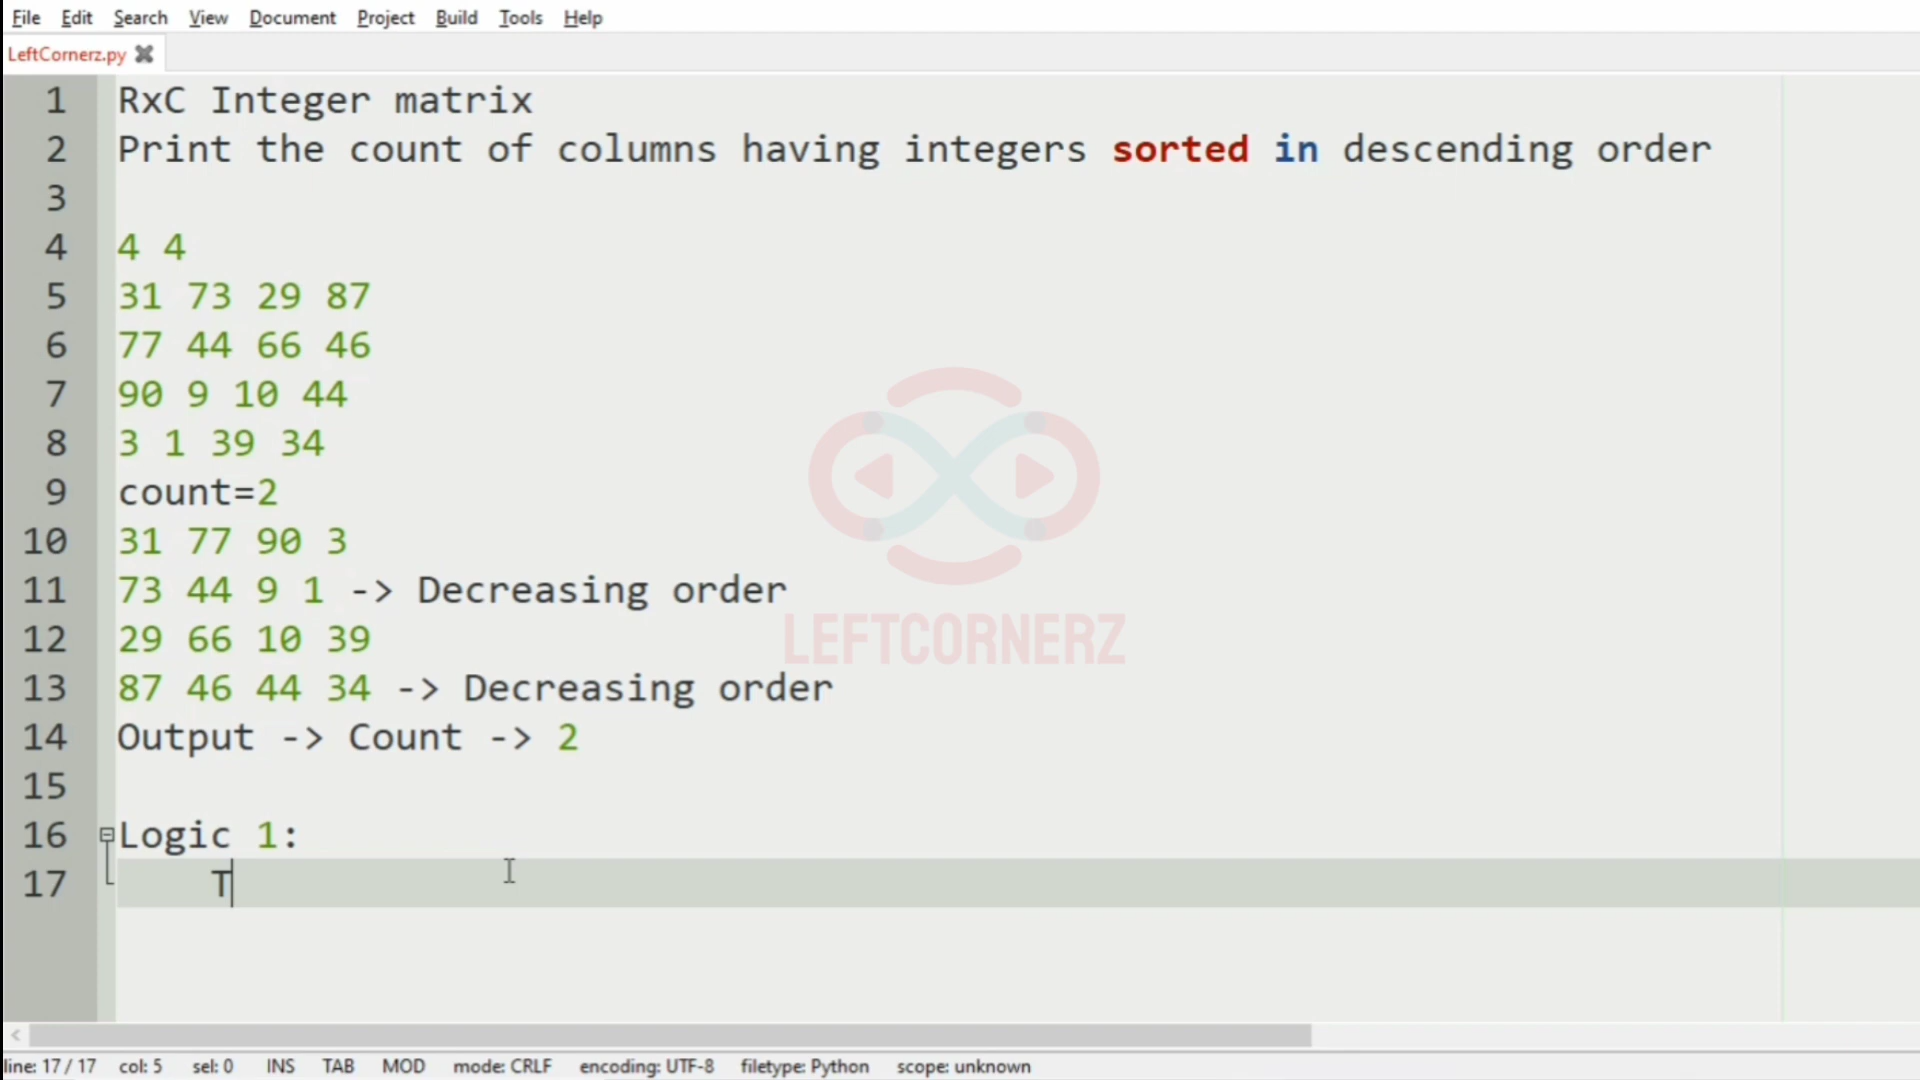 File Edit Search View Document Project Build Tools Help
LeftCornerz.py
1 RxC Integer matrix
2 Print the count of columns having integers sorted in descending order
3
4 4 4
5 31 73 29 87
6 77 44 66 46
7 90 9 10 44
8 3 1 39 34
9 count=2
10 31 77 90 3
11 73 44 9 1 -> Decreasing order
12 29 66 10 39
13 87 46 44 34 -> Decreasing order
14 Output -> Count -> 2
15
16 Logic 1:
17 T
LEFTCORNERZ
line: 17 / 17 col: 5 sel: 0 INS TAB MOD mode: CRLF encoding: UTF-8 filetype: Python scope: unknown